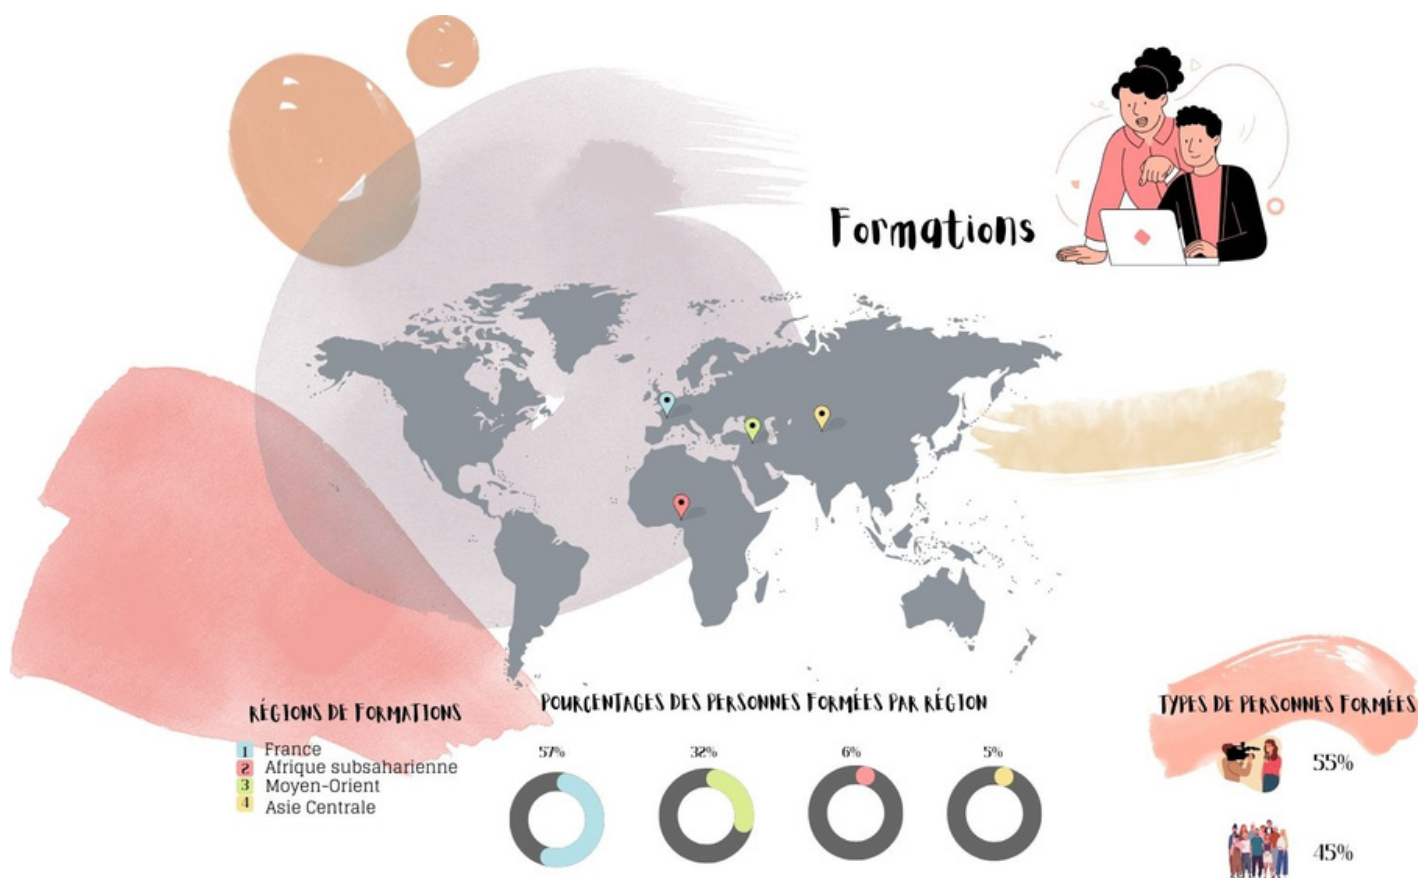 Formations
RÉGIONS DE FORMATIONS
1 France
2 Afrique subsaharienne
3 Moyen-Orient
4 Asie Centrale
POURCENTAGES DES PERSONNES FORMÉES PAR RÉGION
57% 32% 6% 5%
TYPES DE PERSONNES FORMÉES
55%
45%